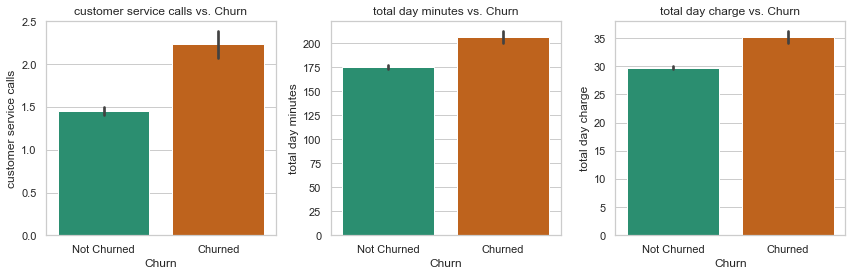 customer service calls vs. Churn
customer service calls
2.5
2.0
1.5
1.0
0.5
0.0
Not Churned
Churned
Churn
total day minutes vs. Churn
total day minutes
200
175
150
125
100
75
50
25
0
Not Churned
Churned
Churn
total day charge vs. Churn
total day charge
35
30
25
20
15
10
5
0
Not Churned
Churned
Churn